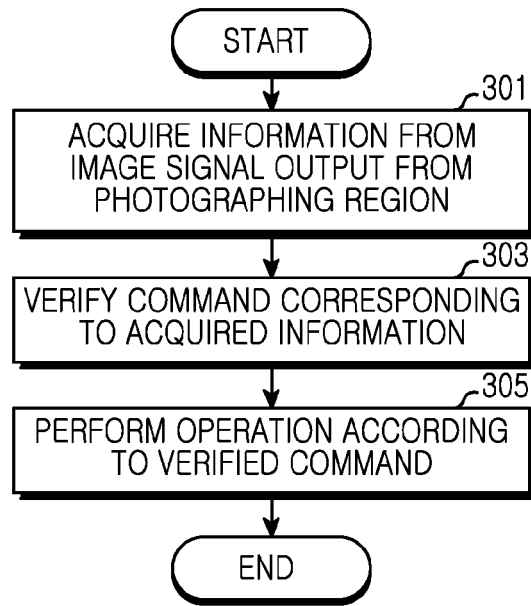 START
301
ACQUIRE INFORMATION FROM
IMAGE SIGNAL OUTPUT FROM
PHOTOGRAPHING REGION
303
VERIFY COMMAND CORRESPONDING
TO ACQUIRED INFORMATION
305
PERFORM OPERATION ACCORDING
TO VERIFIED COMMAND
END